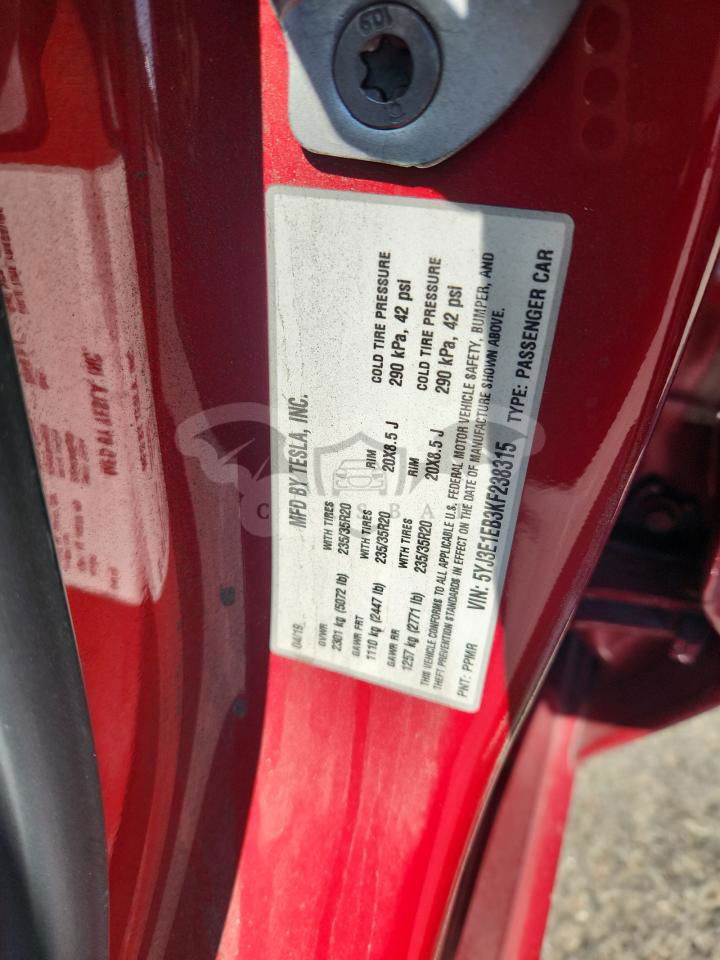 MFD BY TESLA, INC.
04/19
GVWR WITH TIRES RIM COLD TIRE PRESSURE
2301 kg (5072 lb) 235/35R20 20X8.5 J 290 kPa, 42 psi
GAWR FRT WITH TIRES RIM COLD TIRE PRESSURE
1110 kg (2447 lb) 235/35R20 20X8.5 J 290 kPa, 42 psi
GAWR RR WITH TIRES
1257 kg (2771 lb) 235/35R20
THIS VEHICLE CONFORMS TO ALL APPLICABLE U.S. FEDERAL MOTOR VEHICLE SAFETY, BUMPER, AND
THEFT PREVENTION STANDARDS IN EFFECT ON THE DATE OF MANUFACTURE SHOWN ABOVE.
PNT: PPMR VIN: 5YJ3E1EB3KF238315 TYPE: PASSENGER CAR